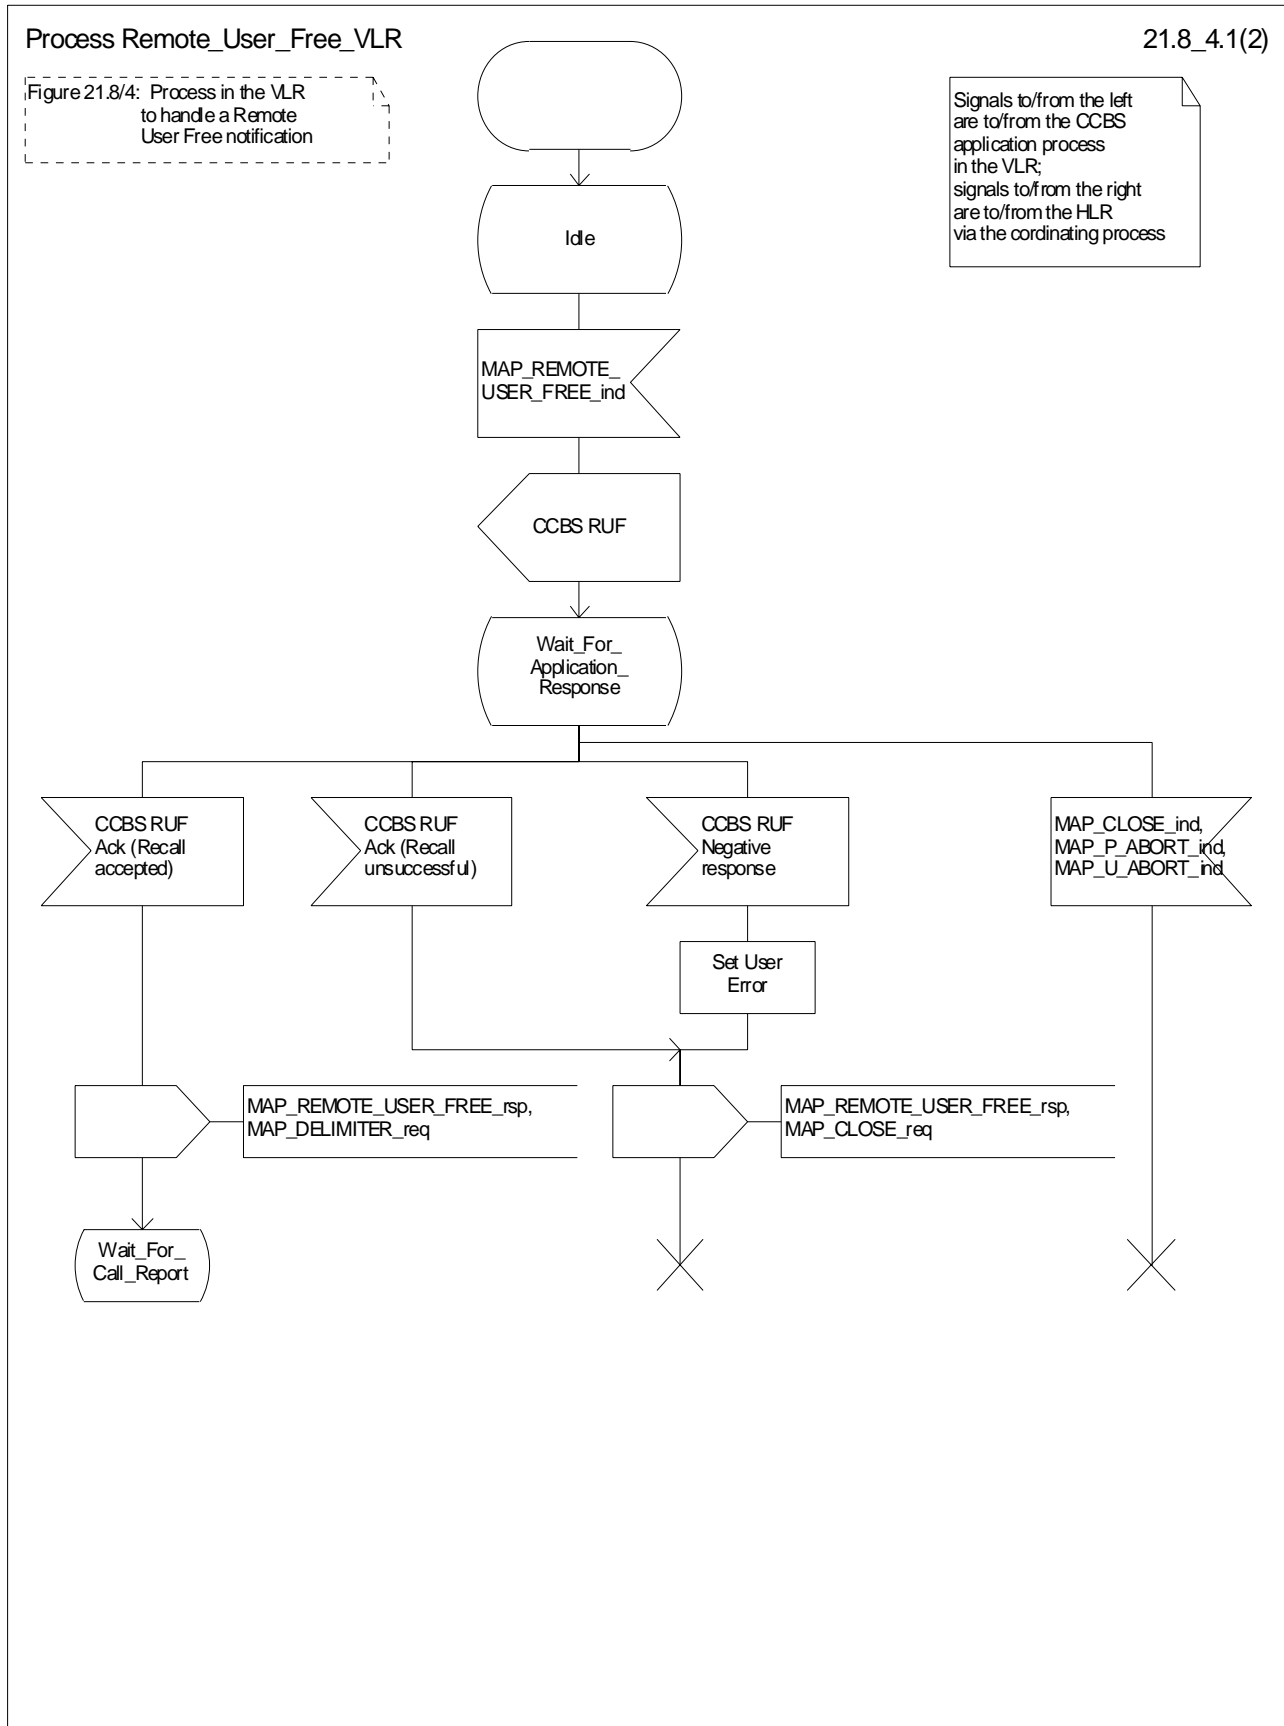 Process Remote_User_Free_VLR
21.8_4.1(2)
Figure 21.8/4: Process in the VLR
to handle a Remote
User Free notification
Signals to/from the left
are to/from the CCBS
application process
in the VLR;
signals to/from the right
are to/from the HLR
via the cordinating process
Idle
MAP_REMOTE_
USER_FREE_ind
CCBS RUF
Wait_For_
Application_
Response
CCBS RUF
Ack (Recall
accepted)
CCBS RUF
Ack (Recall
unsuccessful)
CCBS RUF
Negative
response
MAP_CLOSE_ind,
MAP_P_ABORT_ind,
MAP_U_ABORT_ind
Set User
Error
MAP_REMOTE_USER_FREE_rsp,
MAP_DELIMITER_req
MAP_REMOTE_USER_FREE_rsp,
MAP_CLOSE_req
Wait_For_
Call_Report